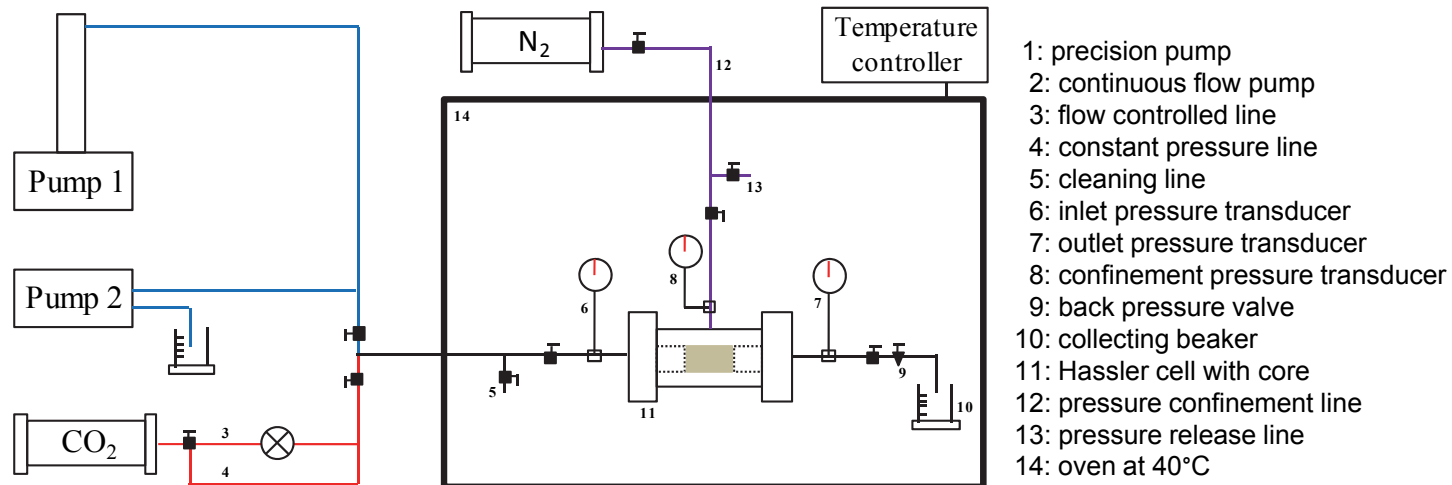 N₂
Temperature
controller
12
14
13
Pump 1
8
6
7
Pump 2
5
9
10
11
CO₂
3
4
1: precision pump
2: continuous flow pump
3: flow controlled line
4: constant pressure line
5: cleaning line
6: inlet pressure transducer
7: outlet pressure transducer
8: confinement pressure transducer
9: back pressure valve
10: collecting beaker
11: Hassler cell with core
12: pressure confinement line
13: pressure release line
14: oven at 40°C